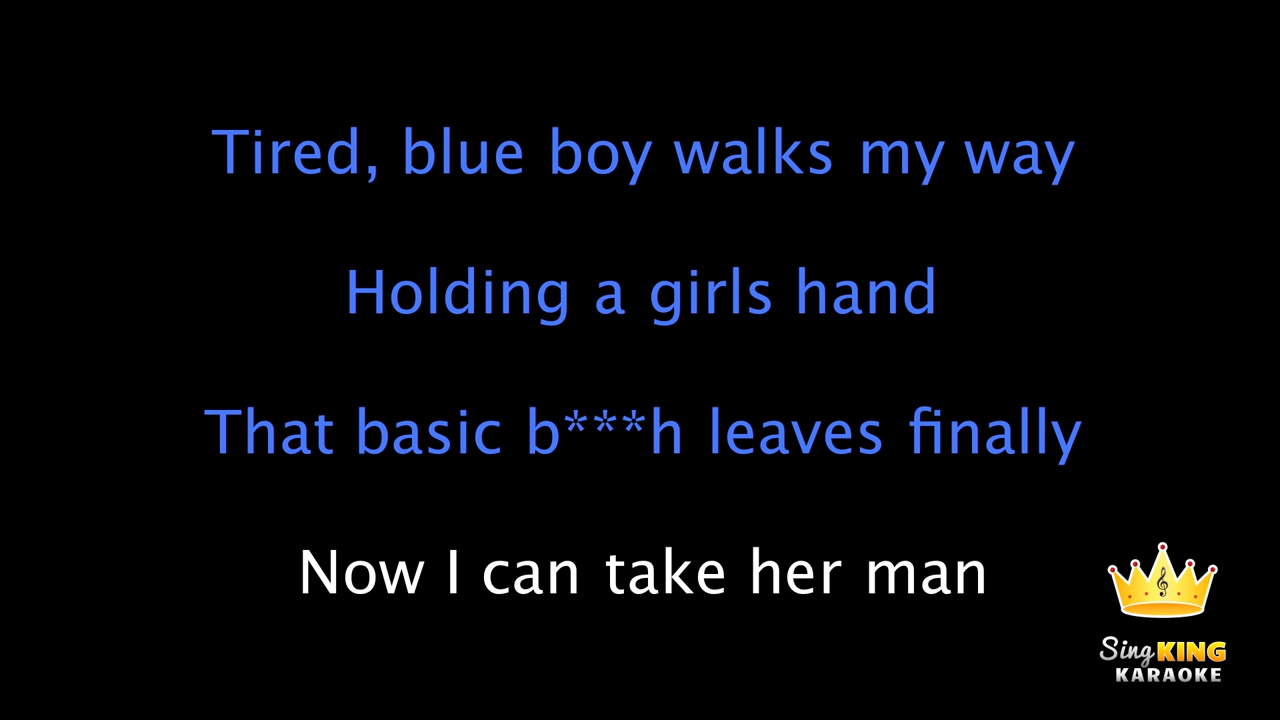 Tired, blue boy walks my way
Holding a girls hand
That basic b***h leaves finally
Now I can take her man
Sing KING
KARAOKE